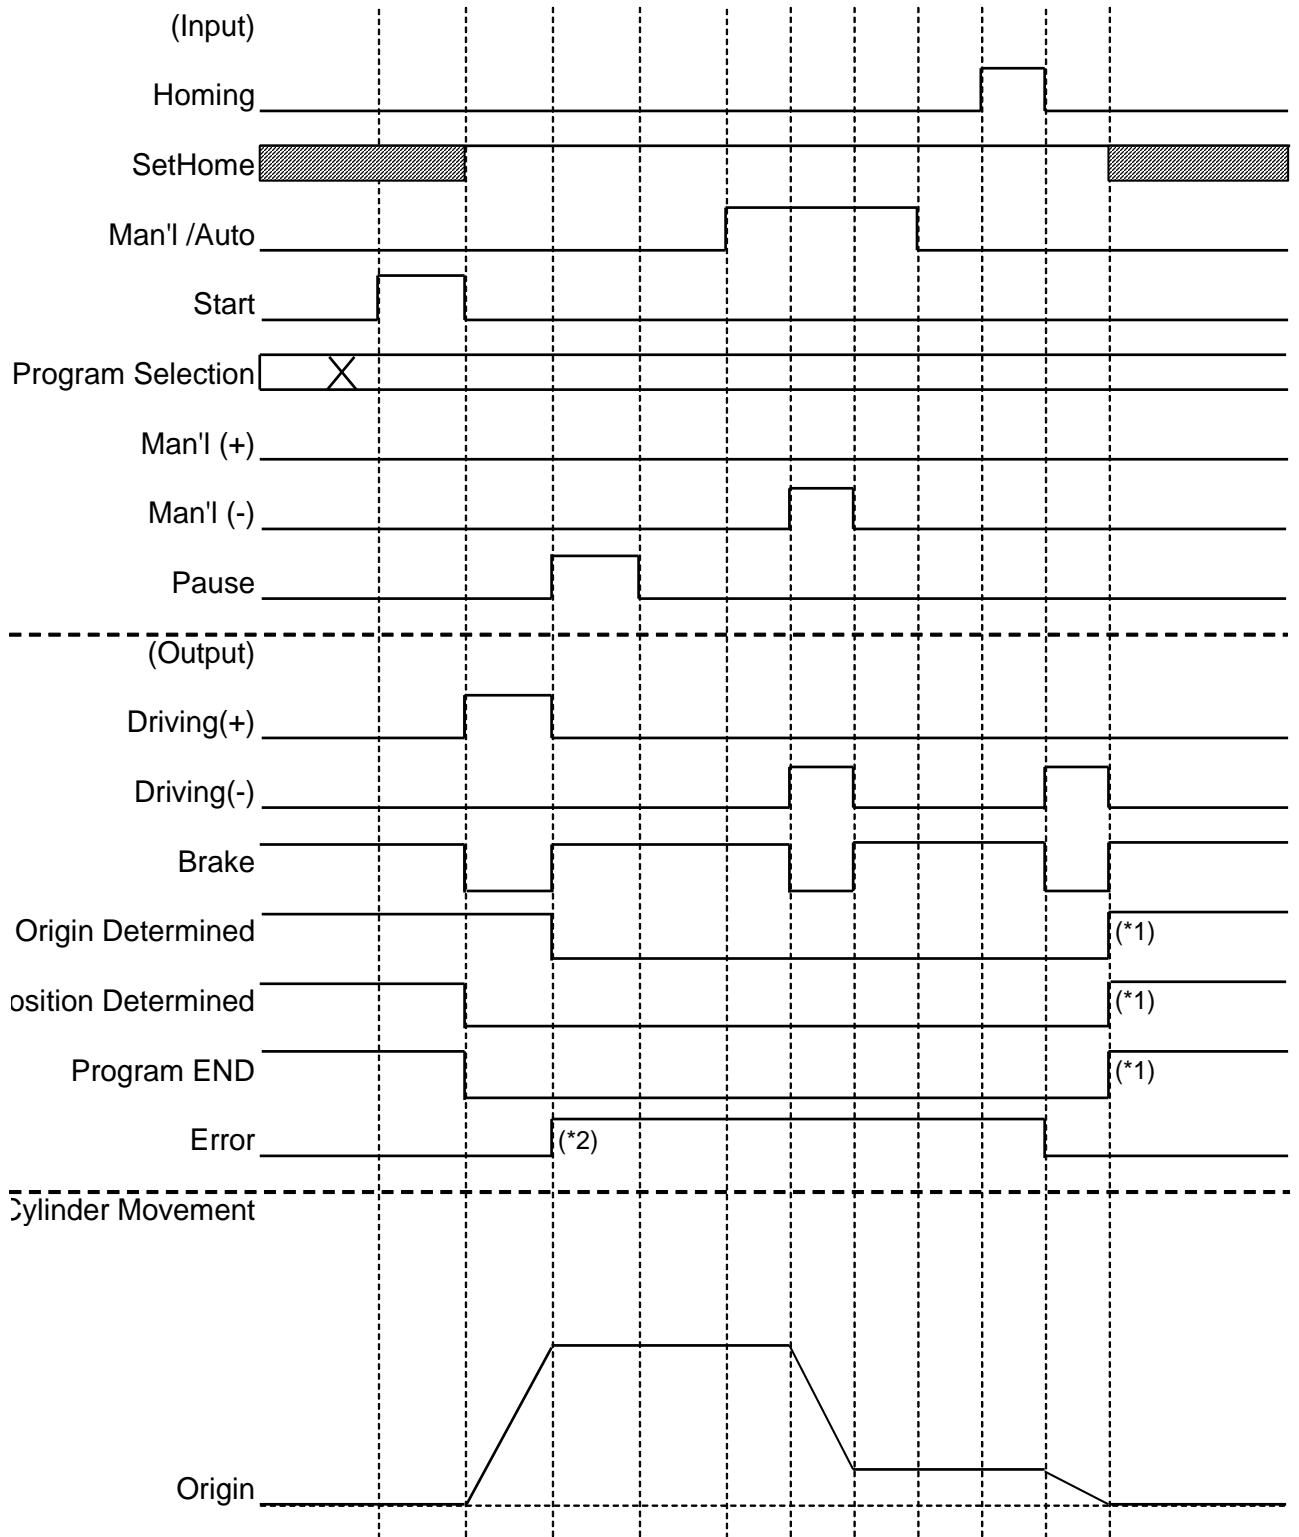 (Input)
Homing
SetHome
Man'l /Auto
Start
Program Selection
Man'l (+)
Man'l (-)
Pause
(Output)
Driving(+)
Driving(-)
Brake
Origin Determined (*1)
osition Determined (*1)
Program END (*1)
Error (*2)
Cylinder Movement
Origin